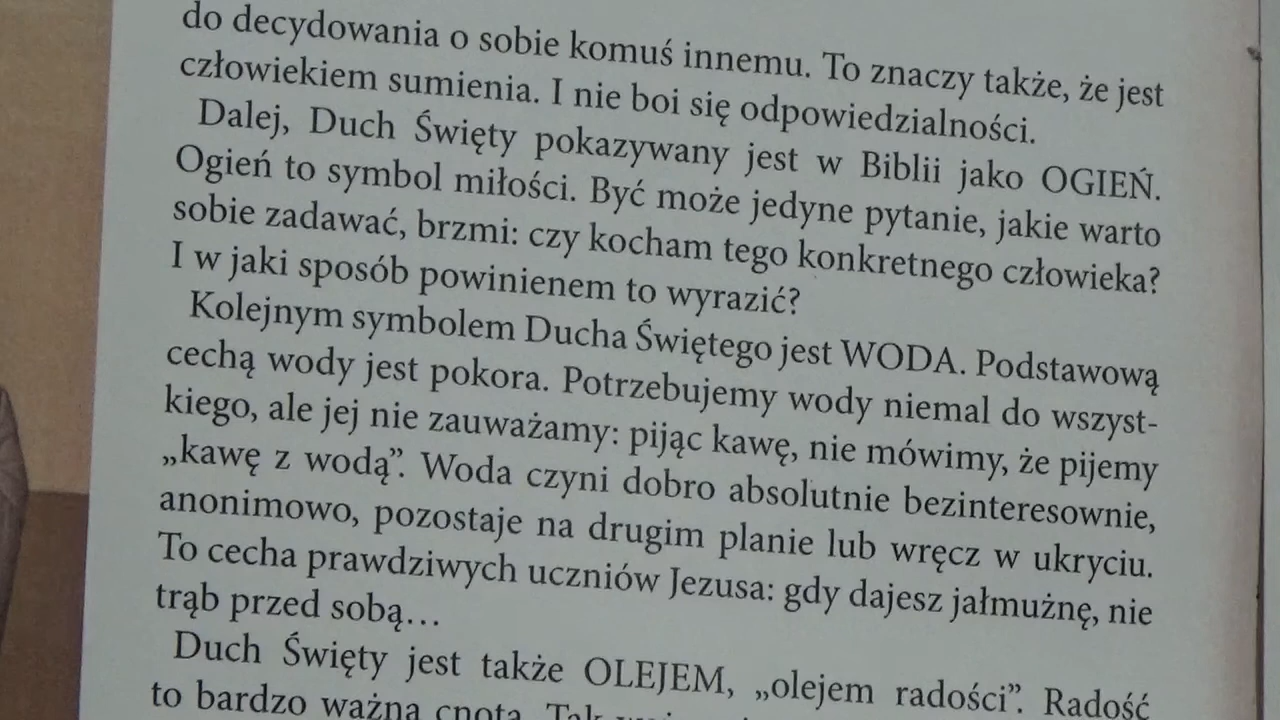 do decydowania o sobie komuś innemu. To znaczy także, że jest
człowiekiem sumienia. I nie boi się odpowiedzialności.
Dalej, Duch Święty pokazywany jest w Biblii jako OGIEŃ.
Ogień to symbol miłości. Być może jedyne pytanie, jakie warto
sobie zadawać, brzmi: czy kocham tego konkretnego człowieka?
I w jaki sposób powinienem to wyrazić?
Kolejnym symbolem Ducha Świętego jest WODA. Podstawową
cechą wody jest pokora. Potrzebujemy wody niemal do wszyst-
kiego, ale jej nie zauważamy: pijąc kawę, nie mówimy, że pijemy
„kawę z wodą”. Woda czyni dobro absolutnie bezinteresownie,
anonimowo, pozostaje na drugim planie lub wręcz w ukryciu.
To cecha prawdziwych uczniów Jezusa: gdy dajesz jałmużnę, nie
trąb przed sobą…
Duch Święty jest także OLEJEM, „olejem radości”. Radość
to bardzo ważna cnota. Tak